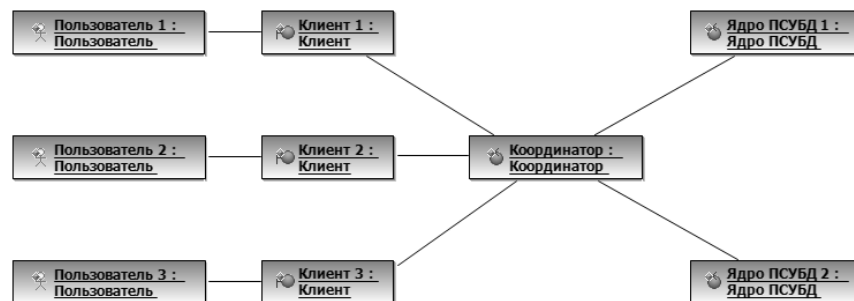 Пользователь 1 :
Пользователь
Клиент 1 :
Клиент
Ядро ПСУБД 1 :
Ядро ПСУБД
Пользователь 2 :
Пользователь
Клиент 2 :
Клиент
Координатор :
Координатор
Пользователь 3 :
Пользователь
Клиент 3 :
Клиент
Ядро ПСУБД 2 :
Ядро ПСУБД